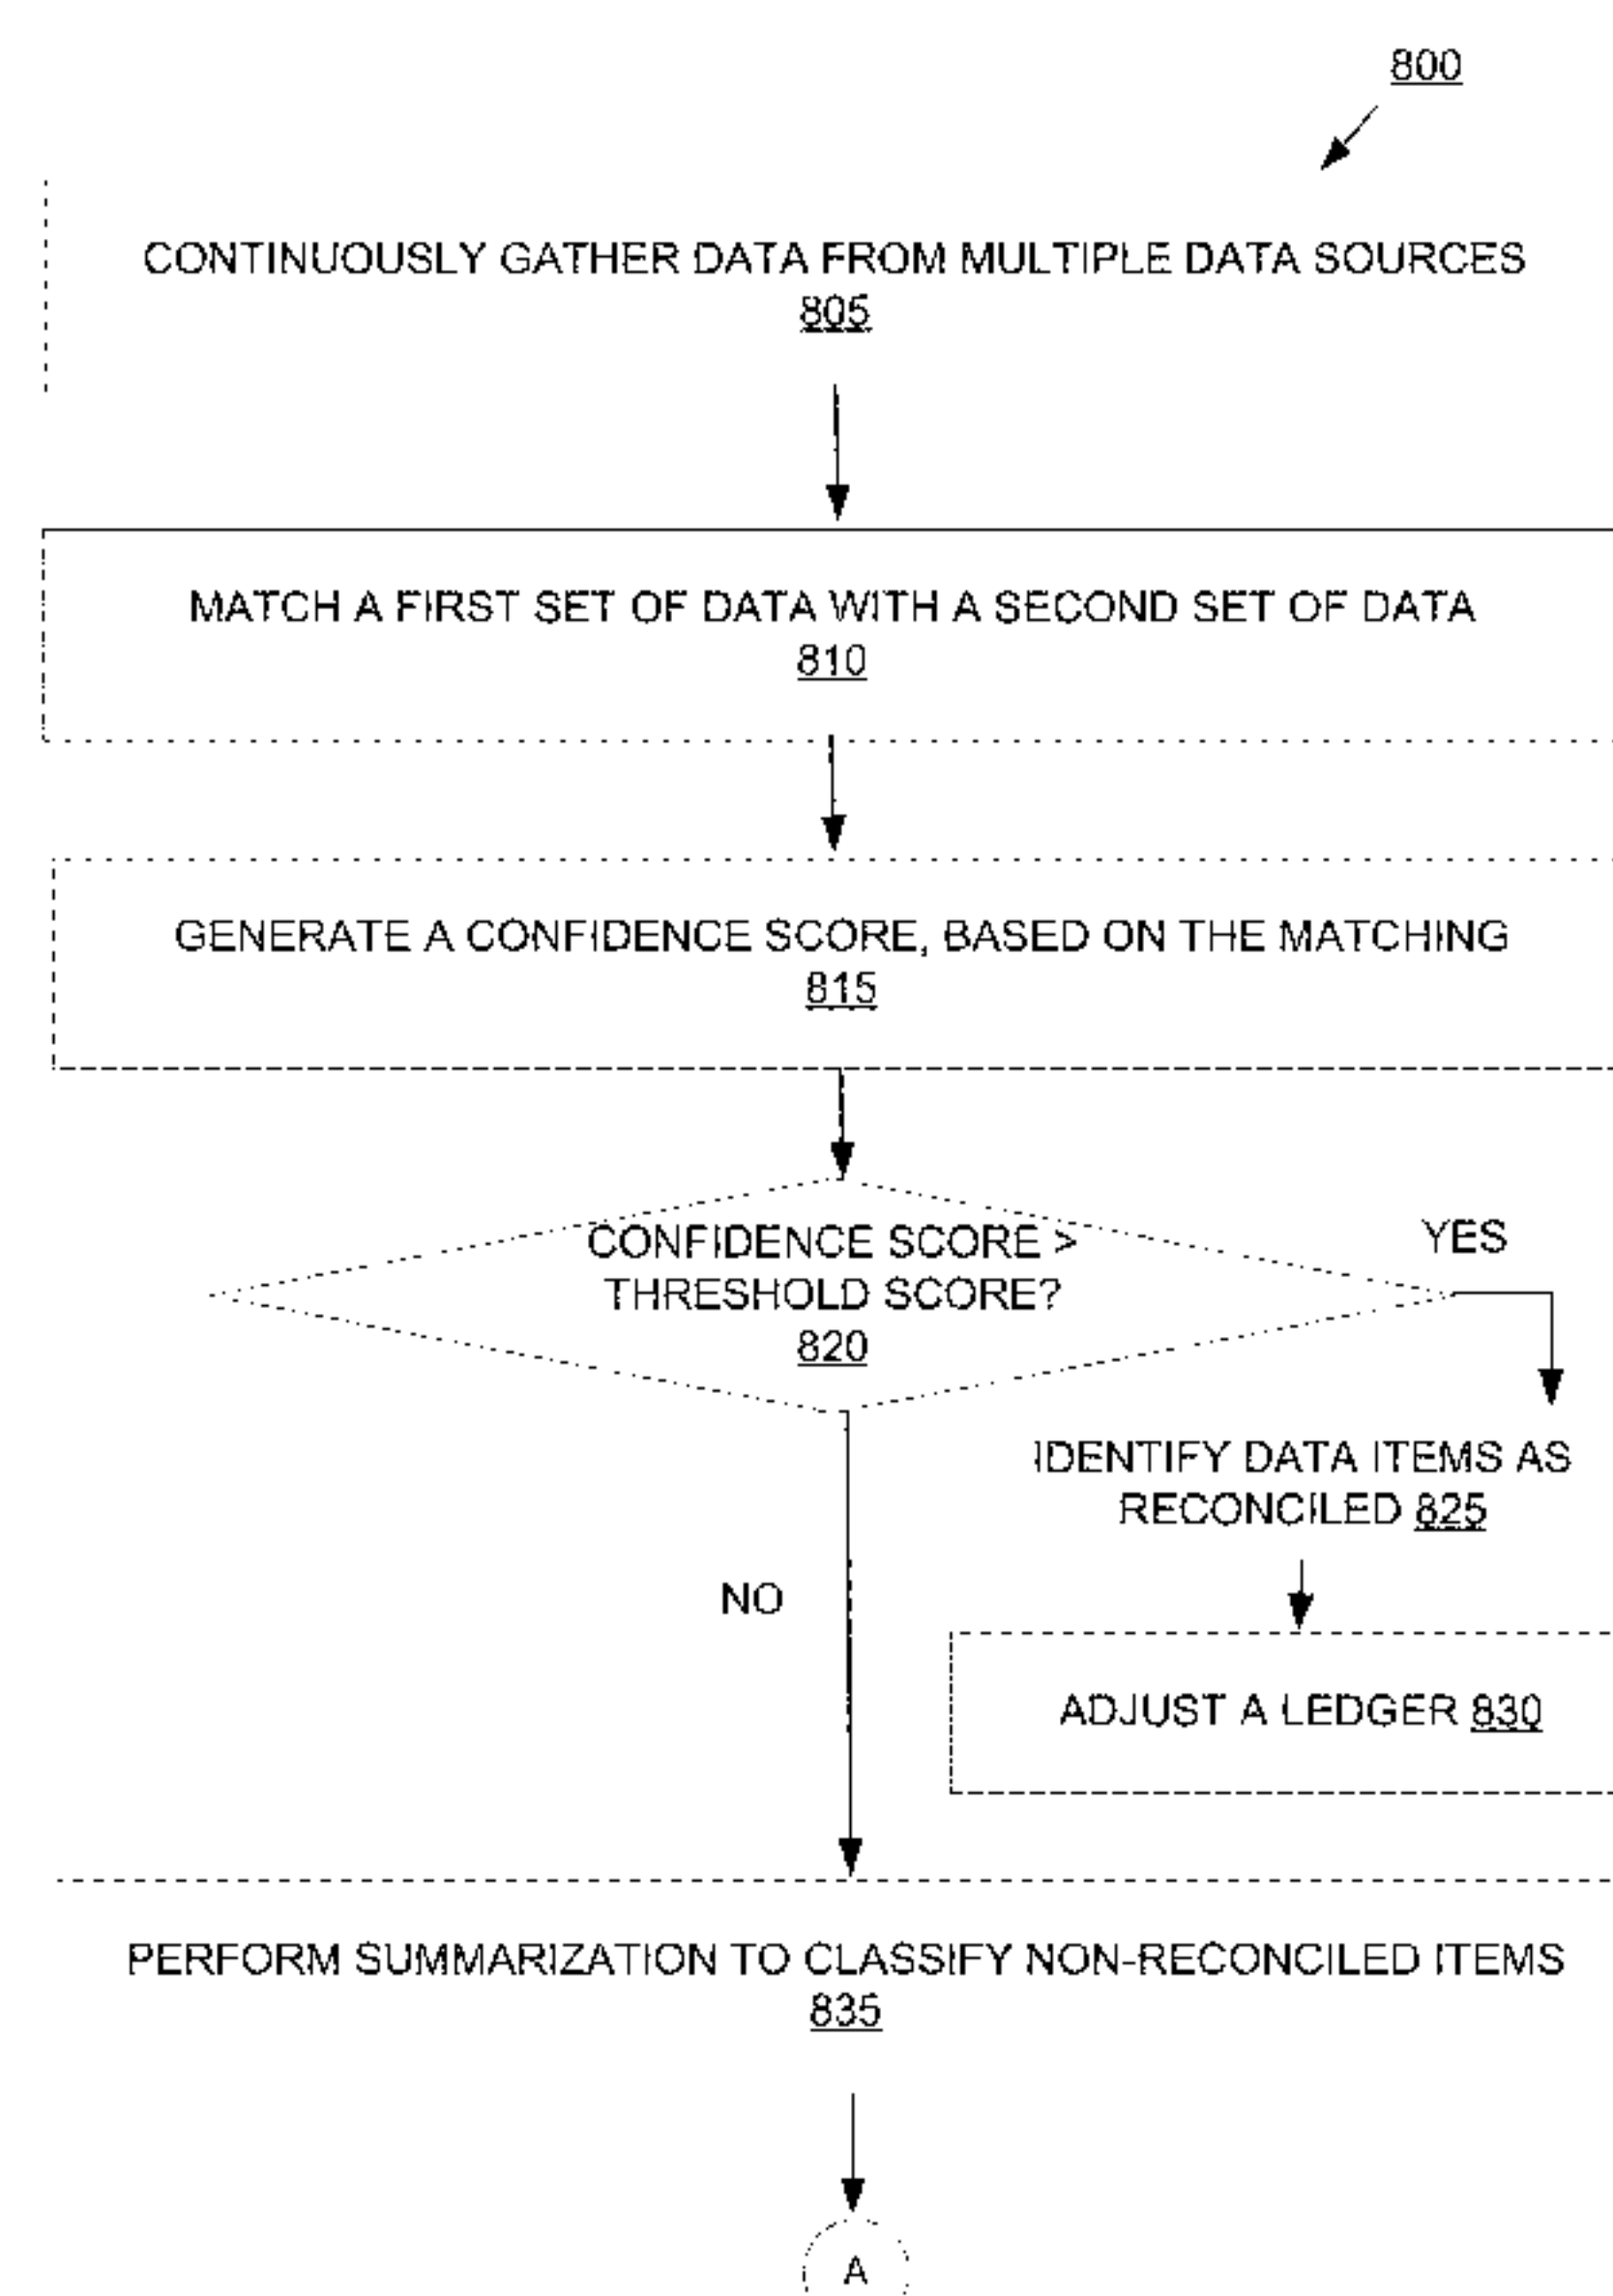 800
CONTINUOUSLY GATHER DATA FROM MULTIPLE DATA SOURCES
805
MATCH A FIRST SET OF DATA WITH A SECOND SET OF DATA
810
GENERATE A CONFIDENCE SCORE, BASED ON THE MATCHING
815
CONFIDENCE SCORE >
THRESHOLD SCORE?
820
YES
IDENTIFY DATA ITEMS AS
RECONCILED 825
NO
ADJUST A LEDGER 830
PERFORM SUMMARIZATION TO CLASSIFY NON-RECONCILED ITEMS
835
A